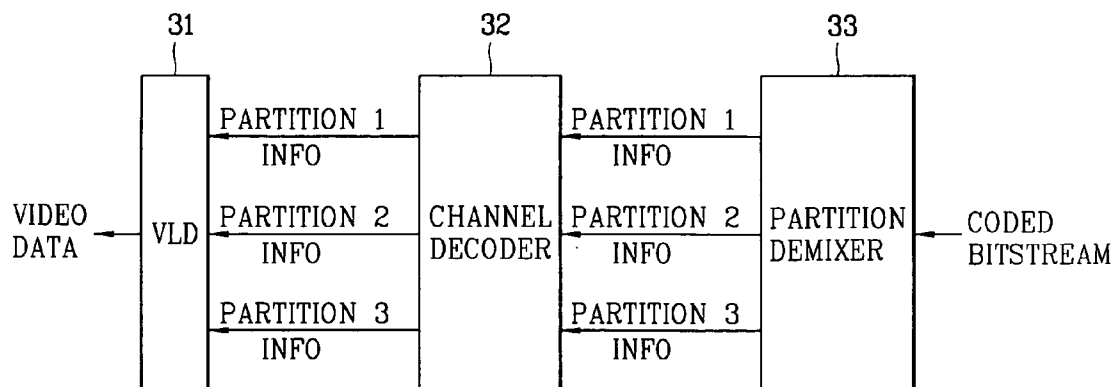 31
32
33
PARTITION 1
INFO
PARTITION 1
INFO
VIDEO
DATA
VLD
PARTITION 2
INFO
CHANNEL
DECODER
PARTITION 2
INFO
PARTITION
DEMIXER
CODED
BITSTREAM
PARTITION 3
INFO
PARTITION 3
INFO